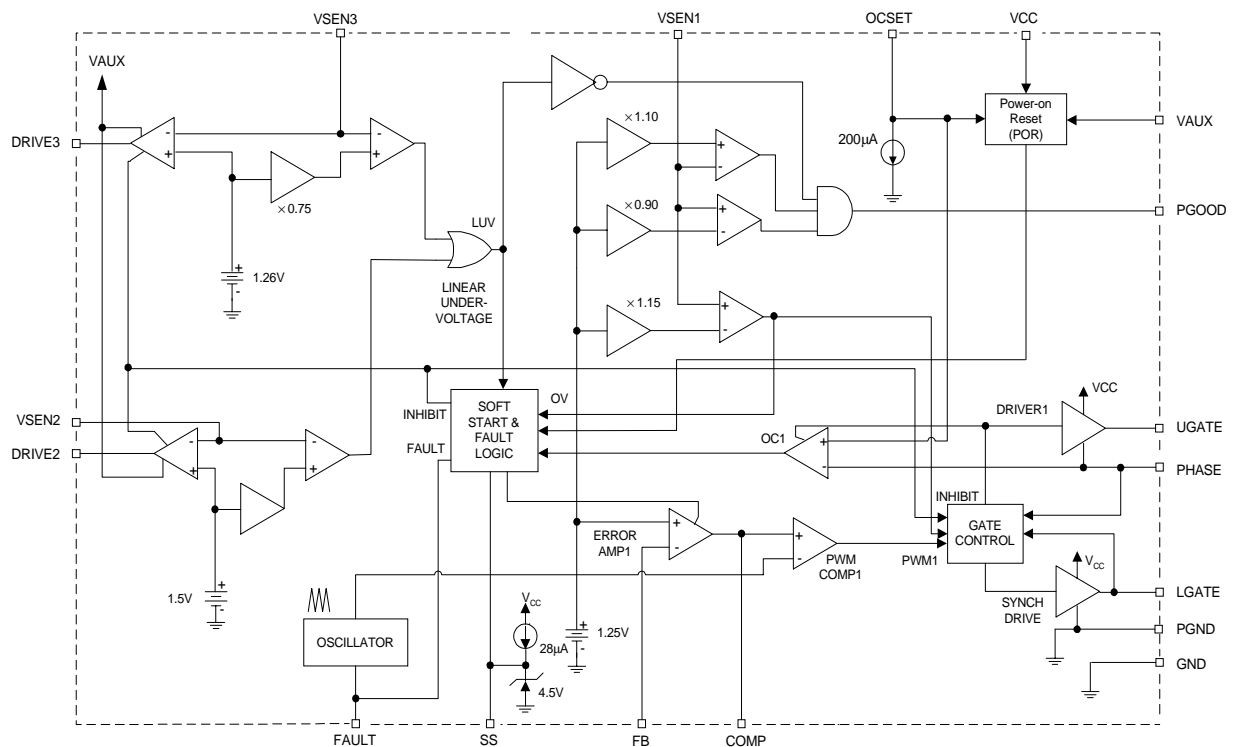 VSEN3
VSEN1
OCSET
VCC
VAUX
DRIVE3
-
+
-
+
×0.75
1.26V
+
-
LUV
LINEAR
UNDER-
VOLTAGE
×1.10
+
-
×0.90
+
-
×1.15
+
-
200µA
Power-on
Reset
(POR)
VAUX
PGOOD
VSEN2
DRIVE2
-
+
-
+
1.5V
+
-
INHIBIT
FAULT
SOFT
START &
FAULT
LOGIC
OV
OC1
+
-
DRIVER1
VCC
UGATE
PHASE
INHIBIT
GATE
CONTROL
PWM1
ERROR
AMP1
+
-
+
-
PWM
COMP1
VCC
SYNCH
DRIVE
LGATE
PGND
GND
OSCILLATOR
VCC
28µA
4.5V
1.25V
+
-
FAULT
SS
FB
COMP